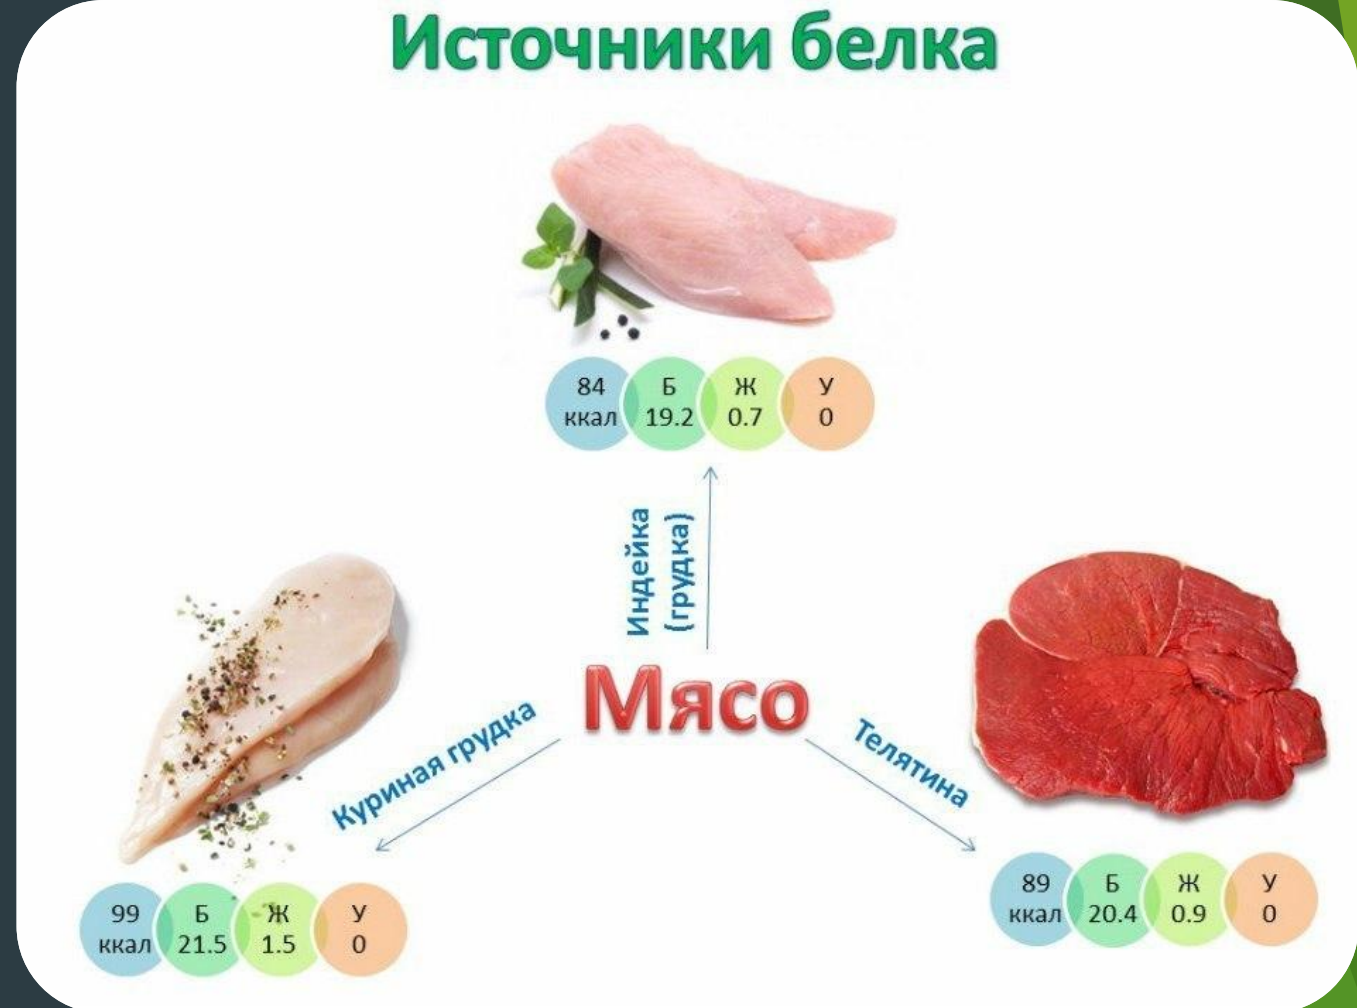 Источники белка
84
ккал
Б
19.2
Ж
0.7
У
0
Индейка
(грудка)
Мясо
Куриная грудка
Телятина
99
ккал
Б
21.5
Ж
1.5
У
0
89
ккал
Б
20.4
Ж
0.9
У
0